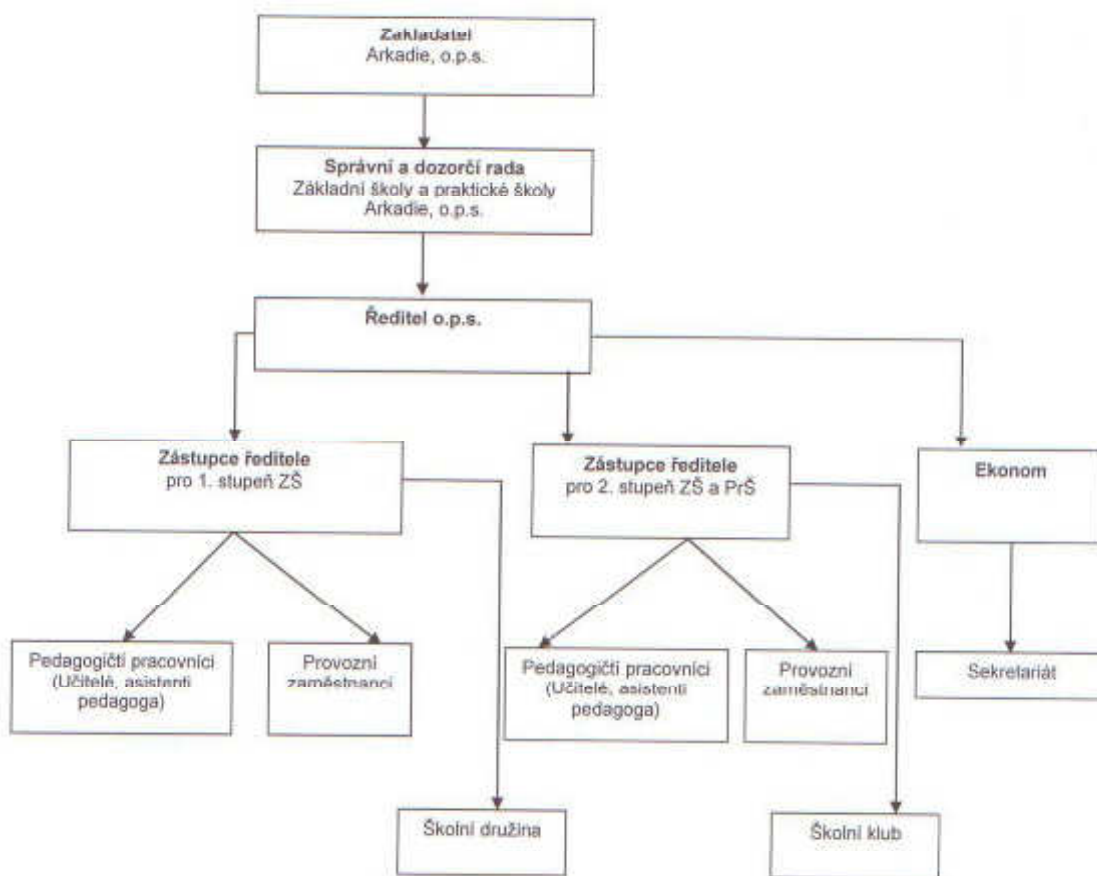 Zakladatel
Arkadie, o.p.s.
Správní a dozorčí rada
Základní školy a praktické školy
Arkadie, o.p.s.
Ředitel o.p.s.
Zástupce ředitele
pro 1. stupeň ZŠ
Zástupce ředitele
pro 2. stupeň ZŠ a PrŠ
Ekonom
Pedagogičtí pracovníci
(Učitelé, asistenti
pedagoga)
Provozní
zaměstnanci
Pedagogičtí pracovníci
(Učitelé, asistenti
pedagoga)
Provozní
zaměstnanci
Sekretariát
Školní družina
Školní klub